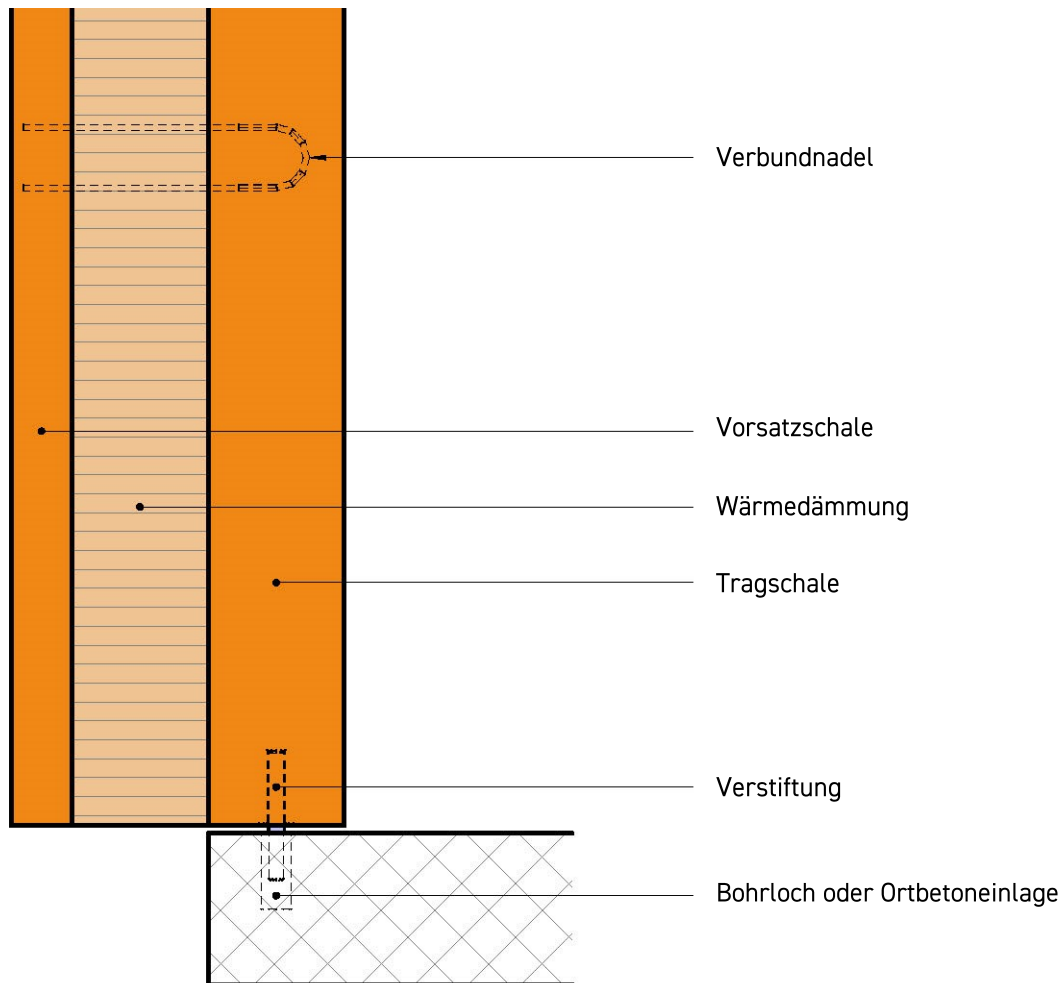 Verbundnadel
Vorsatzschale
Wärmedämmung
Tragschale
Verstiftung
Bohrloch oder Ortbetoneinlage